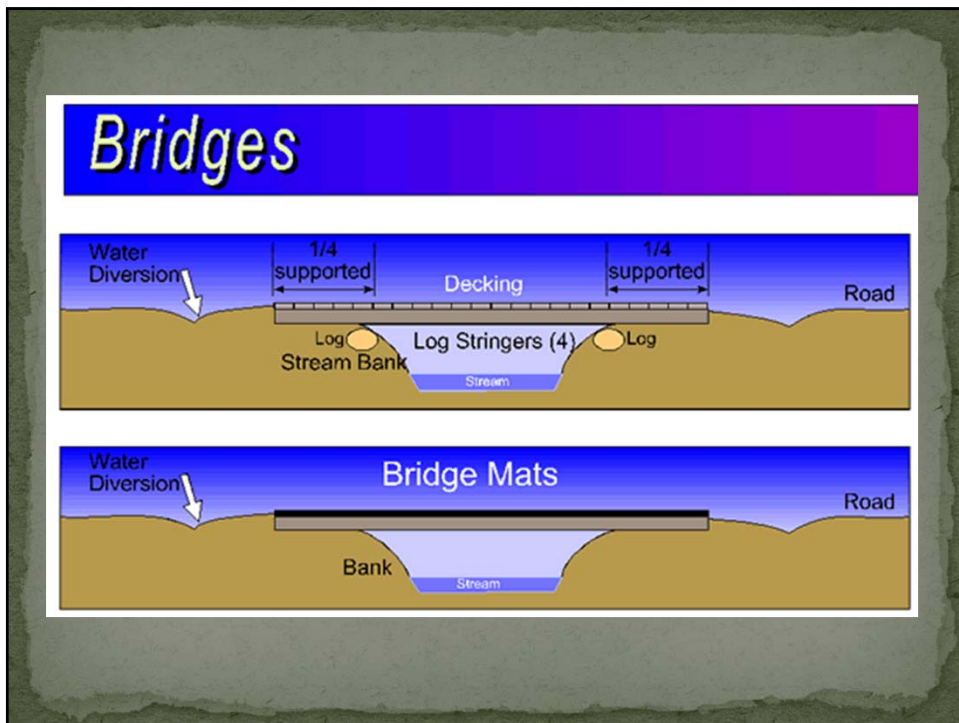 Bridges
Water
Diversion
1/4
supported
Decking
1/4
supported
Road
Log
Log Stringers (4)
Log
Stream Bank
Stream
Water
Diversion
Bridge Mats
Road
Bank
Stream